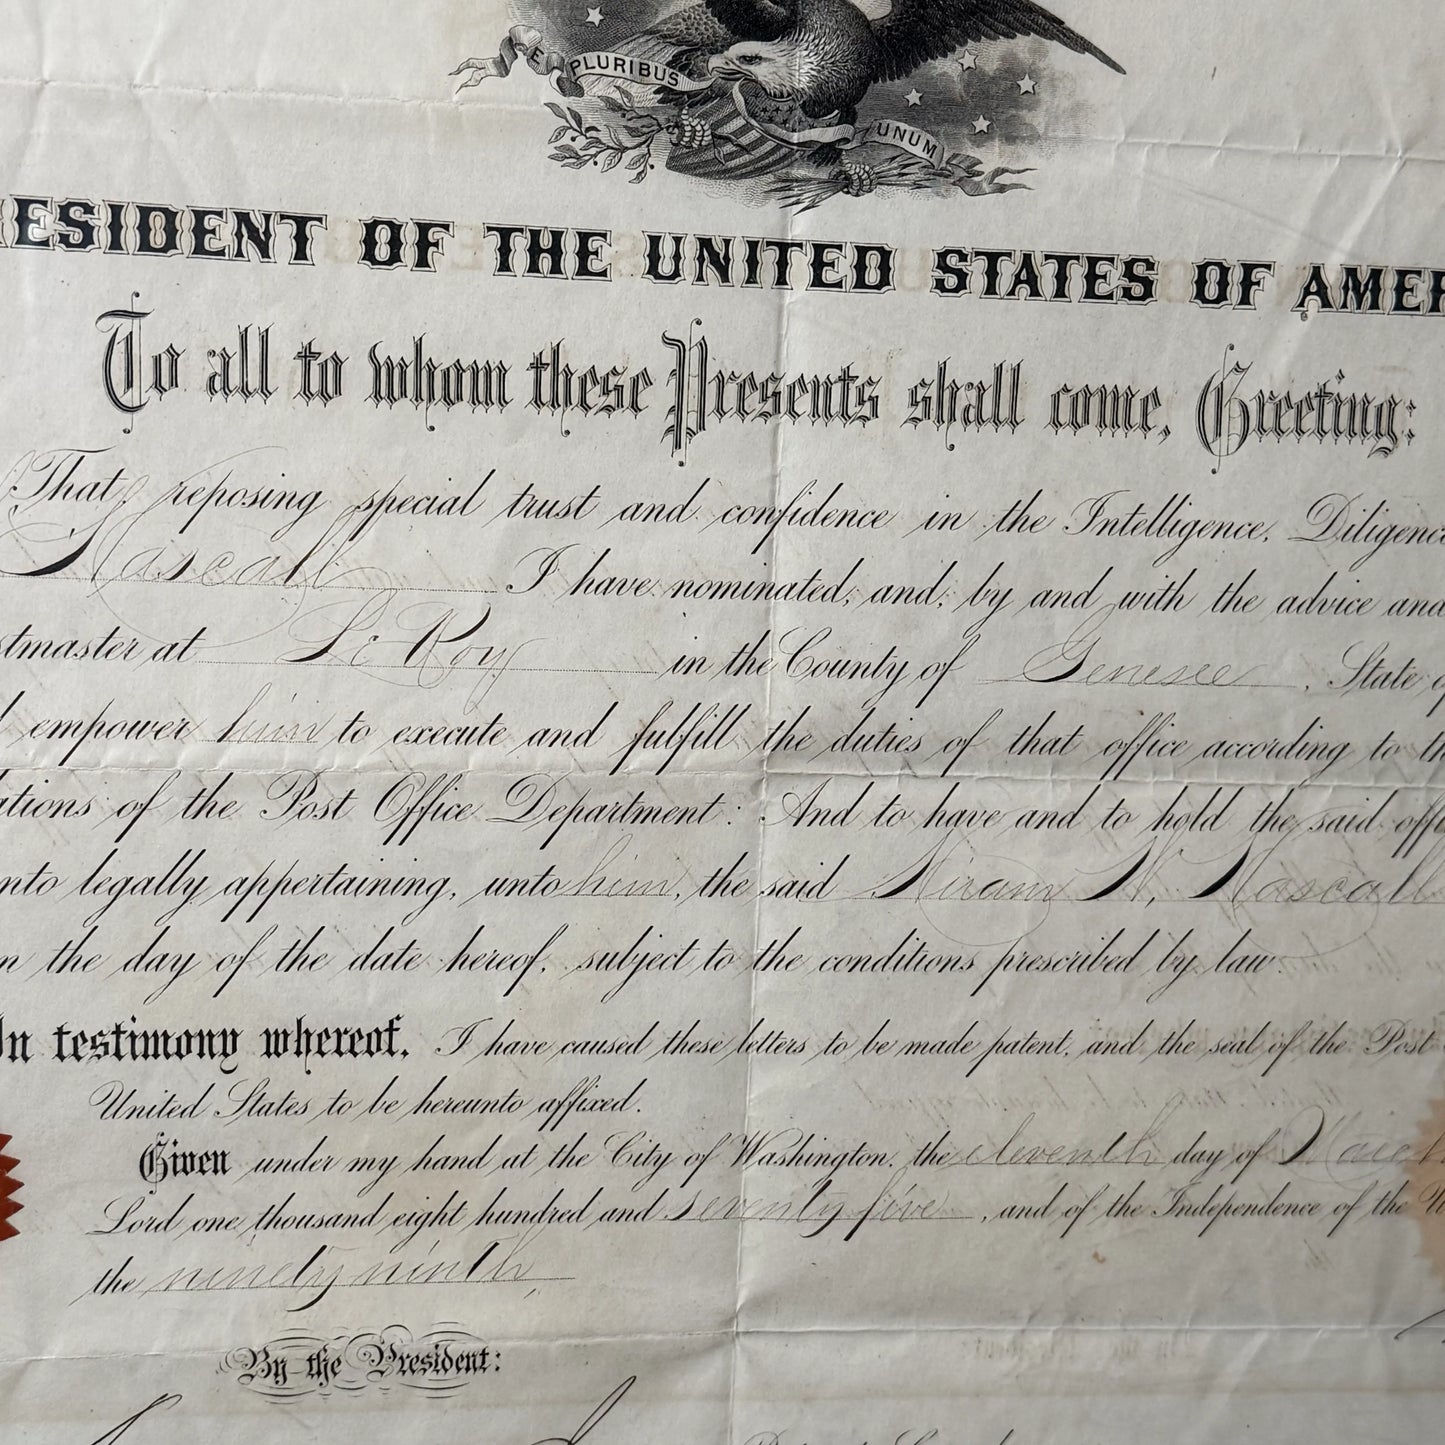 E PLURIBUS UNUM
RESIDENT OF THE UNITED STATES OF AMER
To all to whom these Presents shall come, Greeting:
That, reposing special trust and confidence in the Intelligence, Diligenc
Hascall I have nominated, and, by and with the advice and
stmaster at Le Roy in the County of Genesee, State of
d empower him to execute and fulfill the duties of that office according to th
ations of the Post Office Department: And to have and to hold the said offi
nto legally appertaining, unto him, the said Hiram W. Hascall
m the day of the date hereof, subject to the conditions prescribed by law.
In testimony whereof, I have caused these letters to be made patent, and the seal of the Post
United States to be hereunto affixed.
Given under my hand at the City of Washington, the eleventh day of March
Lord one thousand eight hundred and seventy five, and of the Independence of the U
the ninety ninth,
By the President: